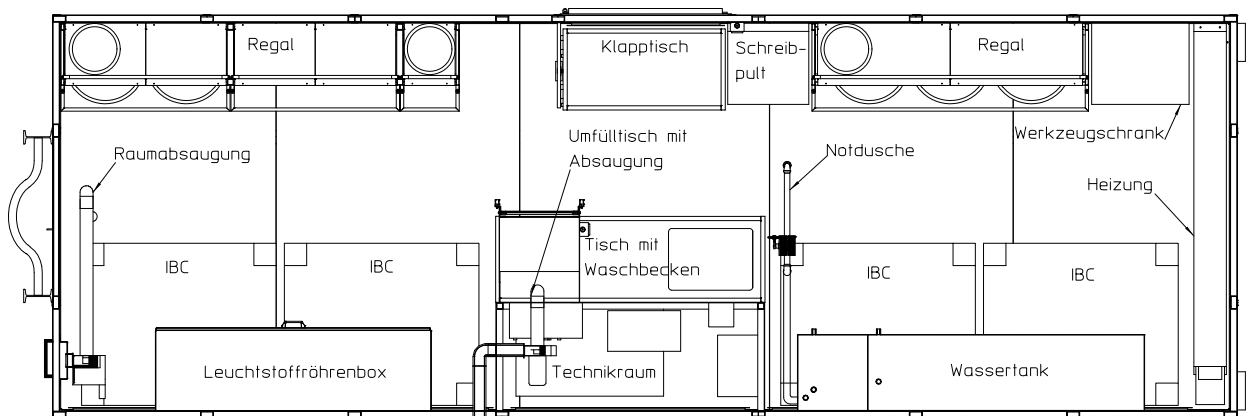 Regal
Klapptisch
Schreib-
pult
Regal
Werkzeugschrank
Raumabsaugung
Umfülltisch mit
Absaugung
Notdusche
Heizung
IBC
IBC
Tisch mit
Waschbecken
IBC
IBC
Leuchtstoffröhrenbox
Technikraum
Wassertank